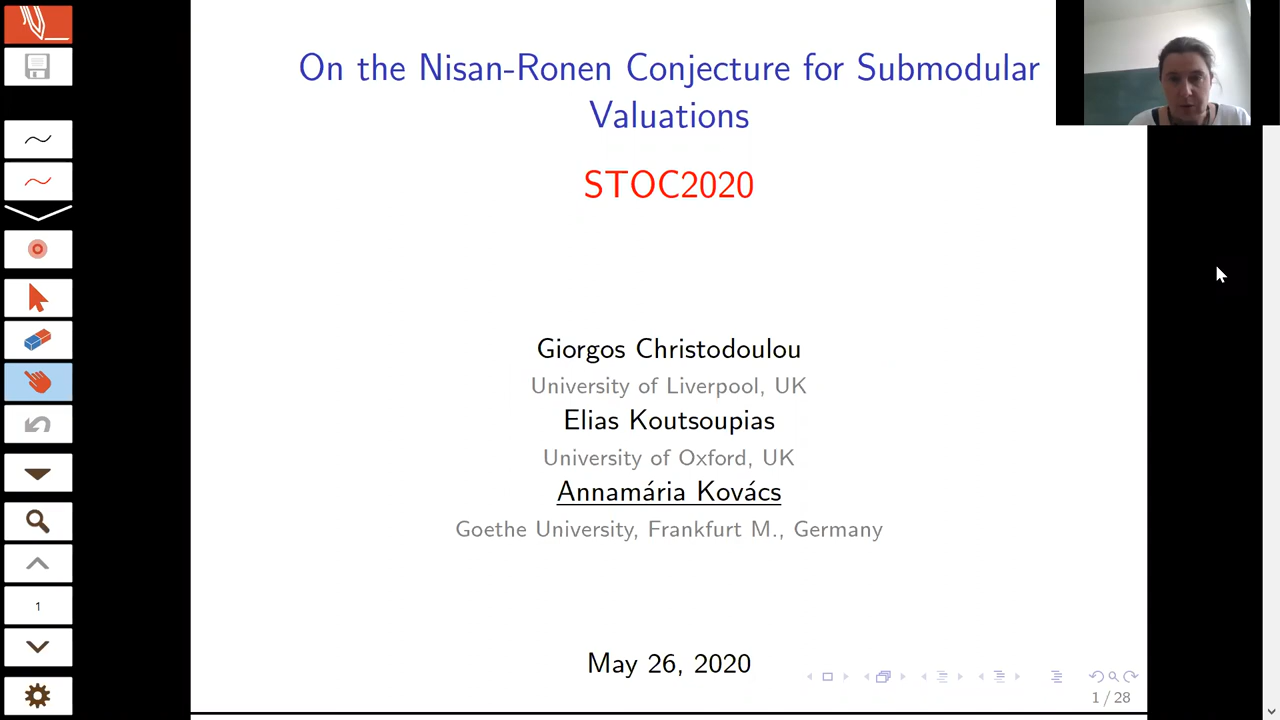 On the Nisan-Ronen Conjecture for Submodular
Valuations
STOC2020
Giorgos Christodoulou
University of Liverpool, UK
Elias Koutsoupias
University of Oxford, UK
Annamária Kovács
Goethe University, Frankfurt M., Germany
May 26, 2020
1 / 28
1